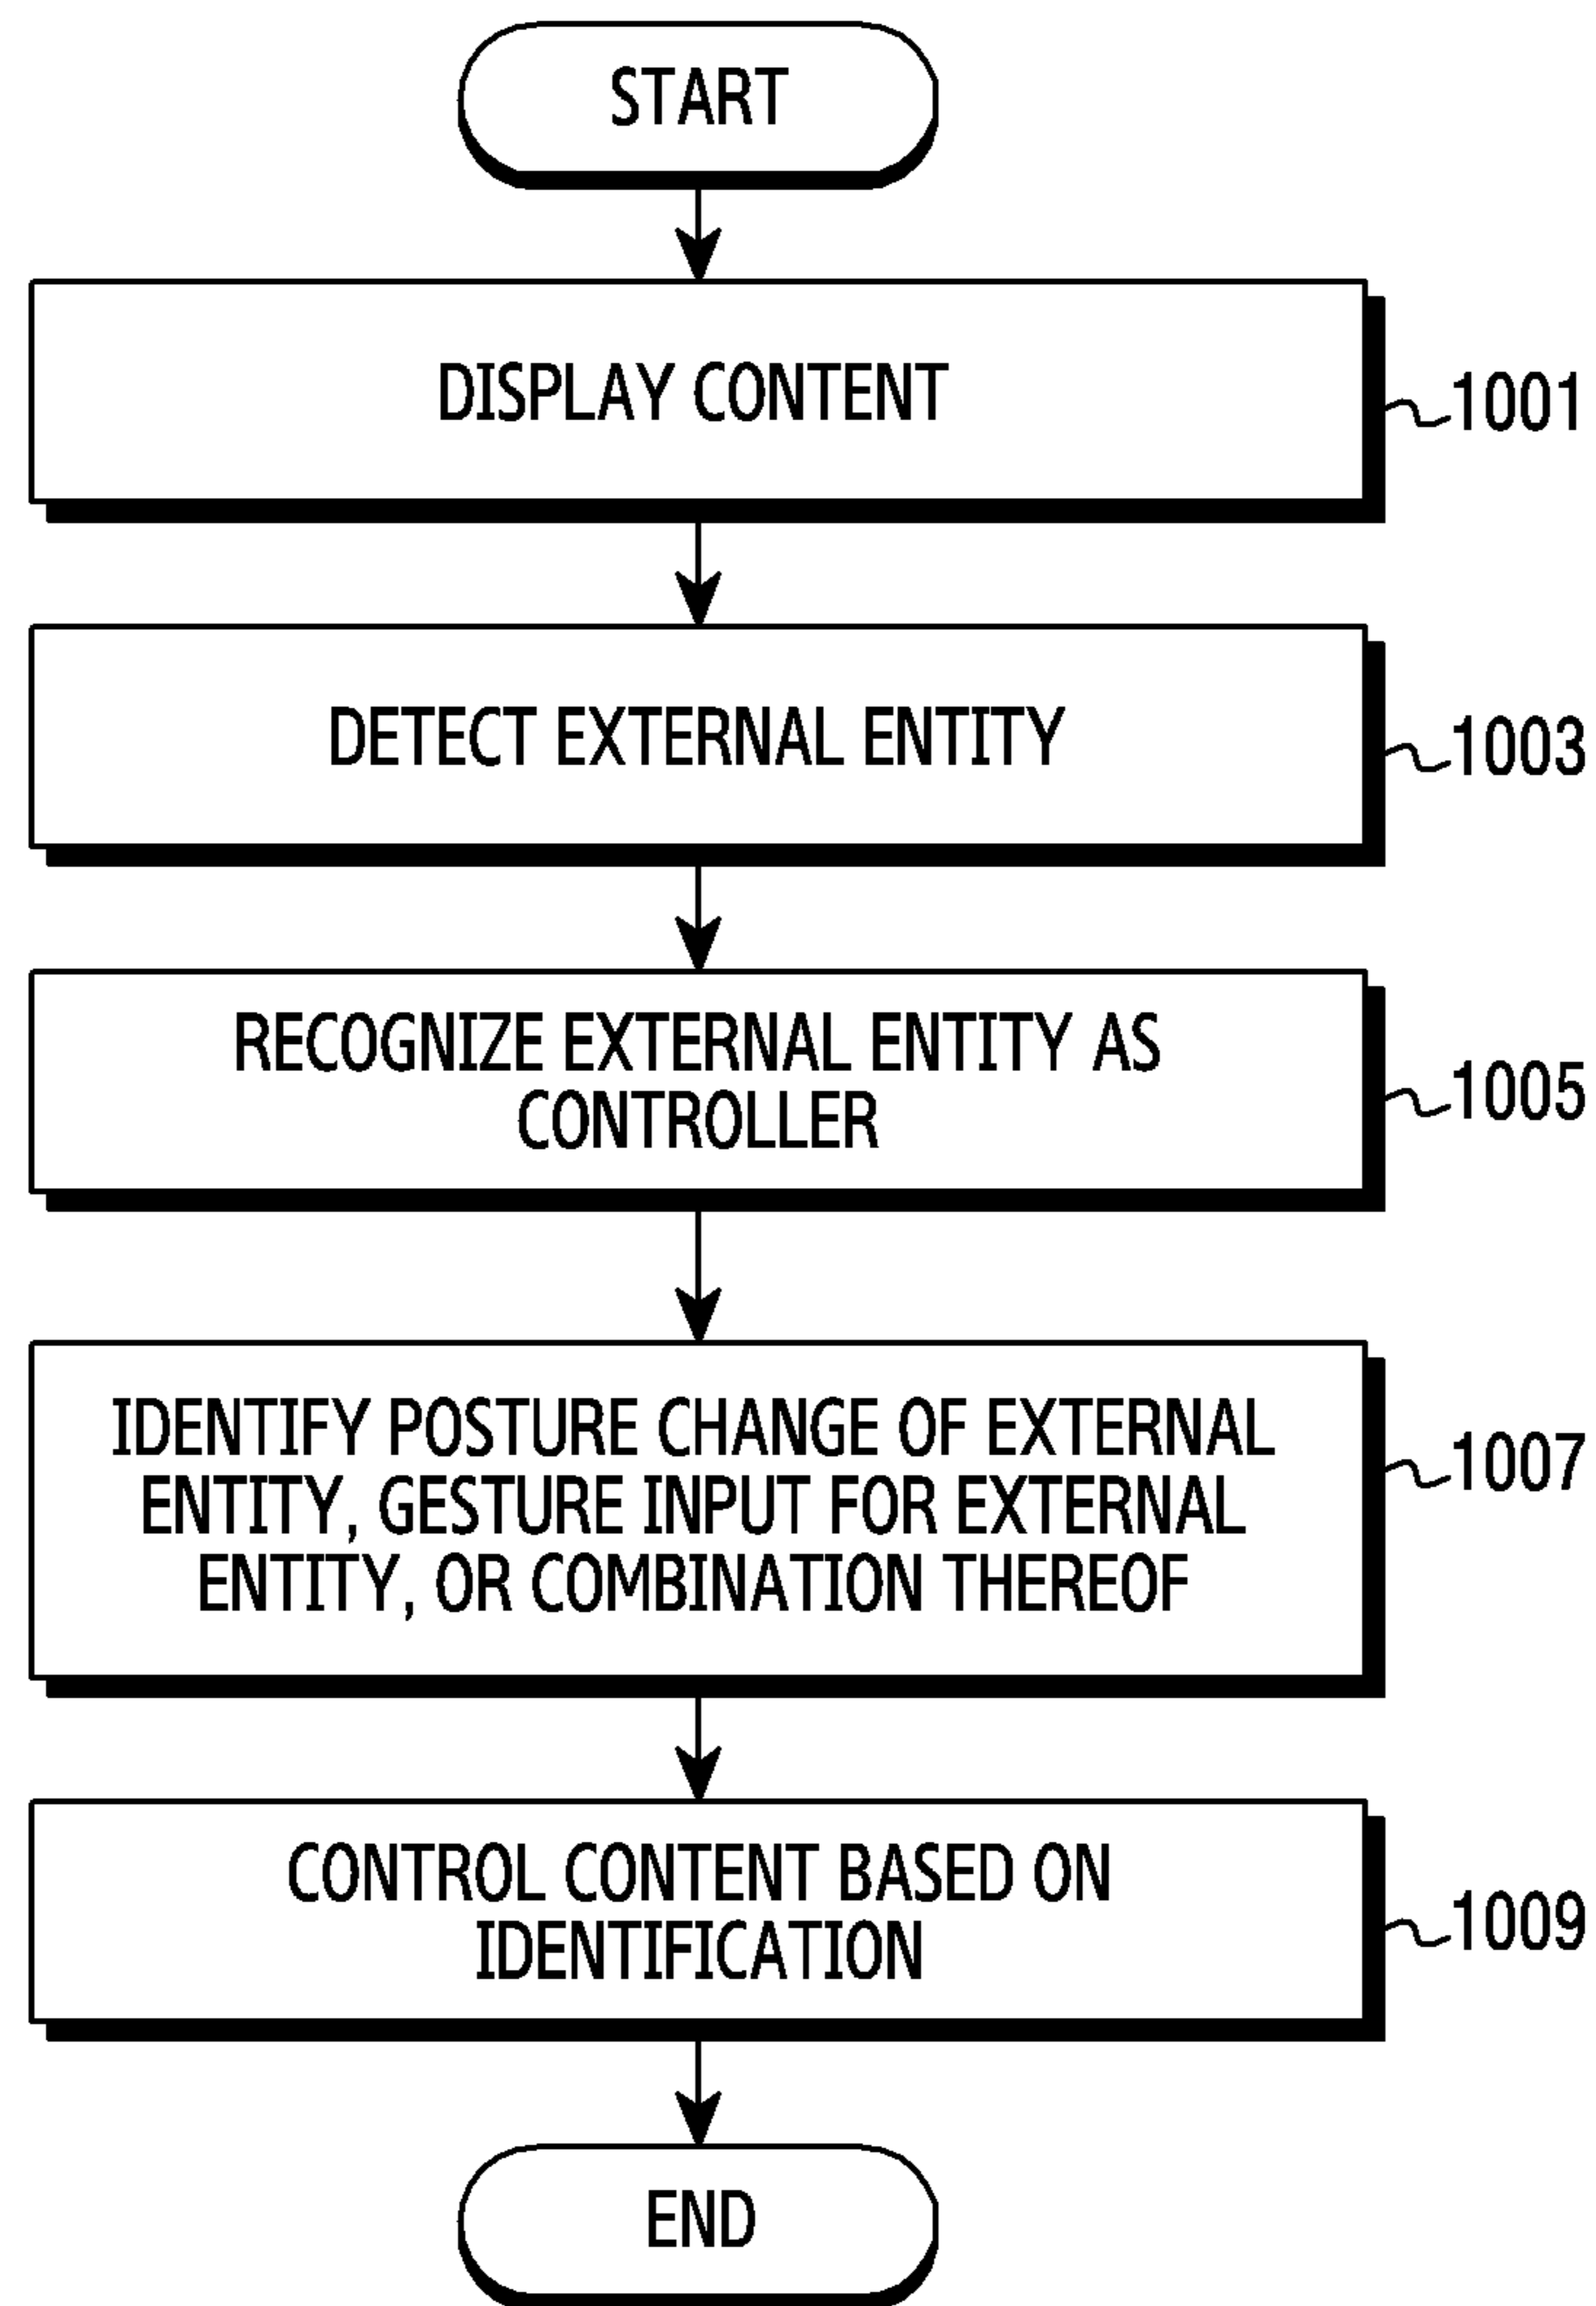 START
DISPLAY CONTENT
1001
DETECT EXTERNAL ENTITY
1003
RECOGNIZE EXTERNAL ENTITY AS
CONTROLLER
1005
IDENTIFY POSTURE CHANGE OF EXTERNAL
ENTITY, GESTURE INPUT FOR EXTERNAL
ENTITY, OR COMBINATION THEREOF
1007
CONTROL CONTENT BASED ON
IDENTIFICATION
1009
END